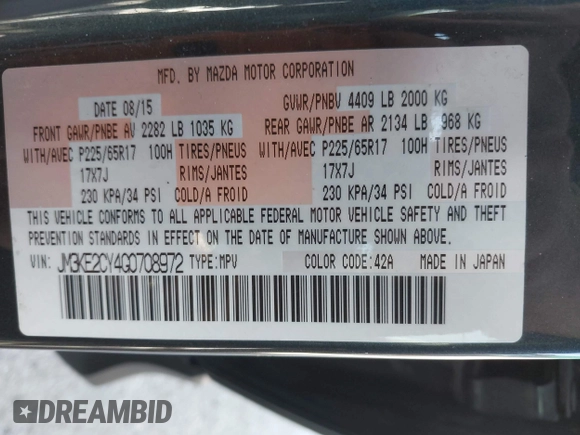 MFD. BY MAZDA MOTOR CORPORATION
DATE 08/15 GVWR/PNBV 4409 LB 2000 KG
FRONT GAWR/PNBE AV 2282 LB 1035 KG REAR GAWR/PNBE AR 2134 LB 968 KG
WITH/AVEC P225/65R17 100H TIRES/PNEUS WITH/AVEC P225/65R17 100H TIRES/PNEUS
17X7J RIMS/JANTES 17X7J RIMS/JANTES
230 KPA/34 PSI COLD/A FROID 230 KPA/34 PSI COLD/A FROID
THIS VEHICLE CONFORMS TO ALL APPLICABLE FEDERAL MOTOR VEHICLE SAFETY AND THEFT
PREVENTION STANDARDS IN EFFECT ON THE DATE OF MANUFACTURE SHOWN ABOVE.
VIN: JM3KE2CY4G0708972 TYPE:MPV COLOR CODE:42A MADE IN JAPAN
DREAMBID